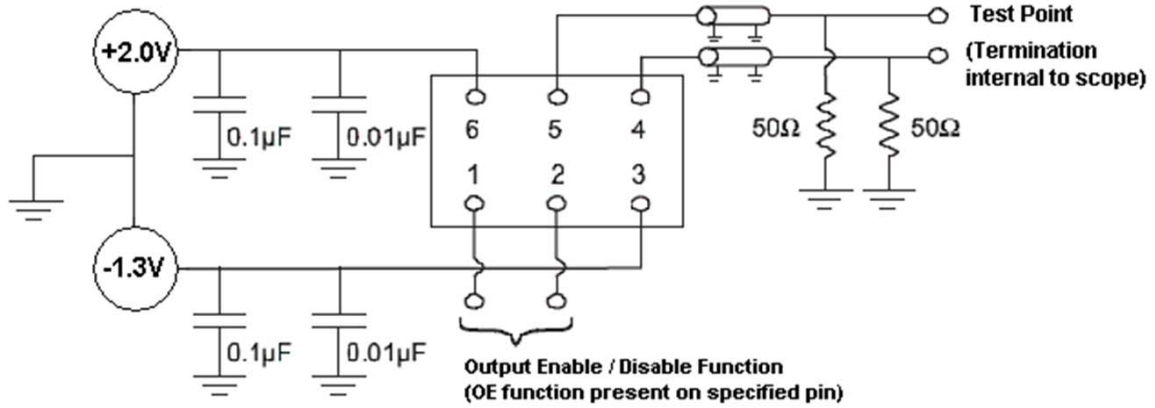 Test Point
+2.0V
(Termination
internal to scope)
0.1µF
0.01µF
6
5
4
50Ω
50Ω
1
2
3
-1.3V
0.1µF
0.01µF
Output Enable / Disable Function
(OE function present on specified pin)